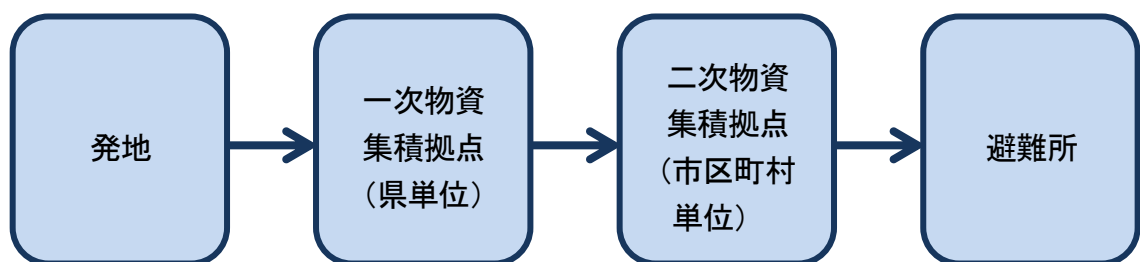 発地
一次物資
集積拠点
（県単位）
二次物資
集積拠点
（市区町村
単位）
避難所